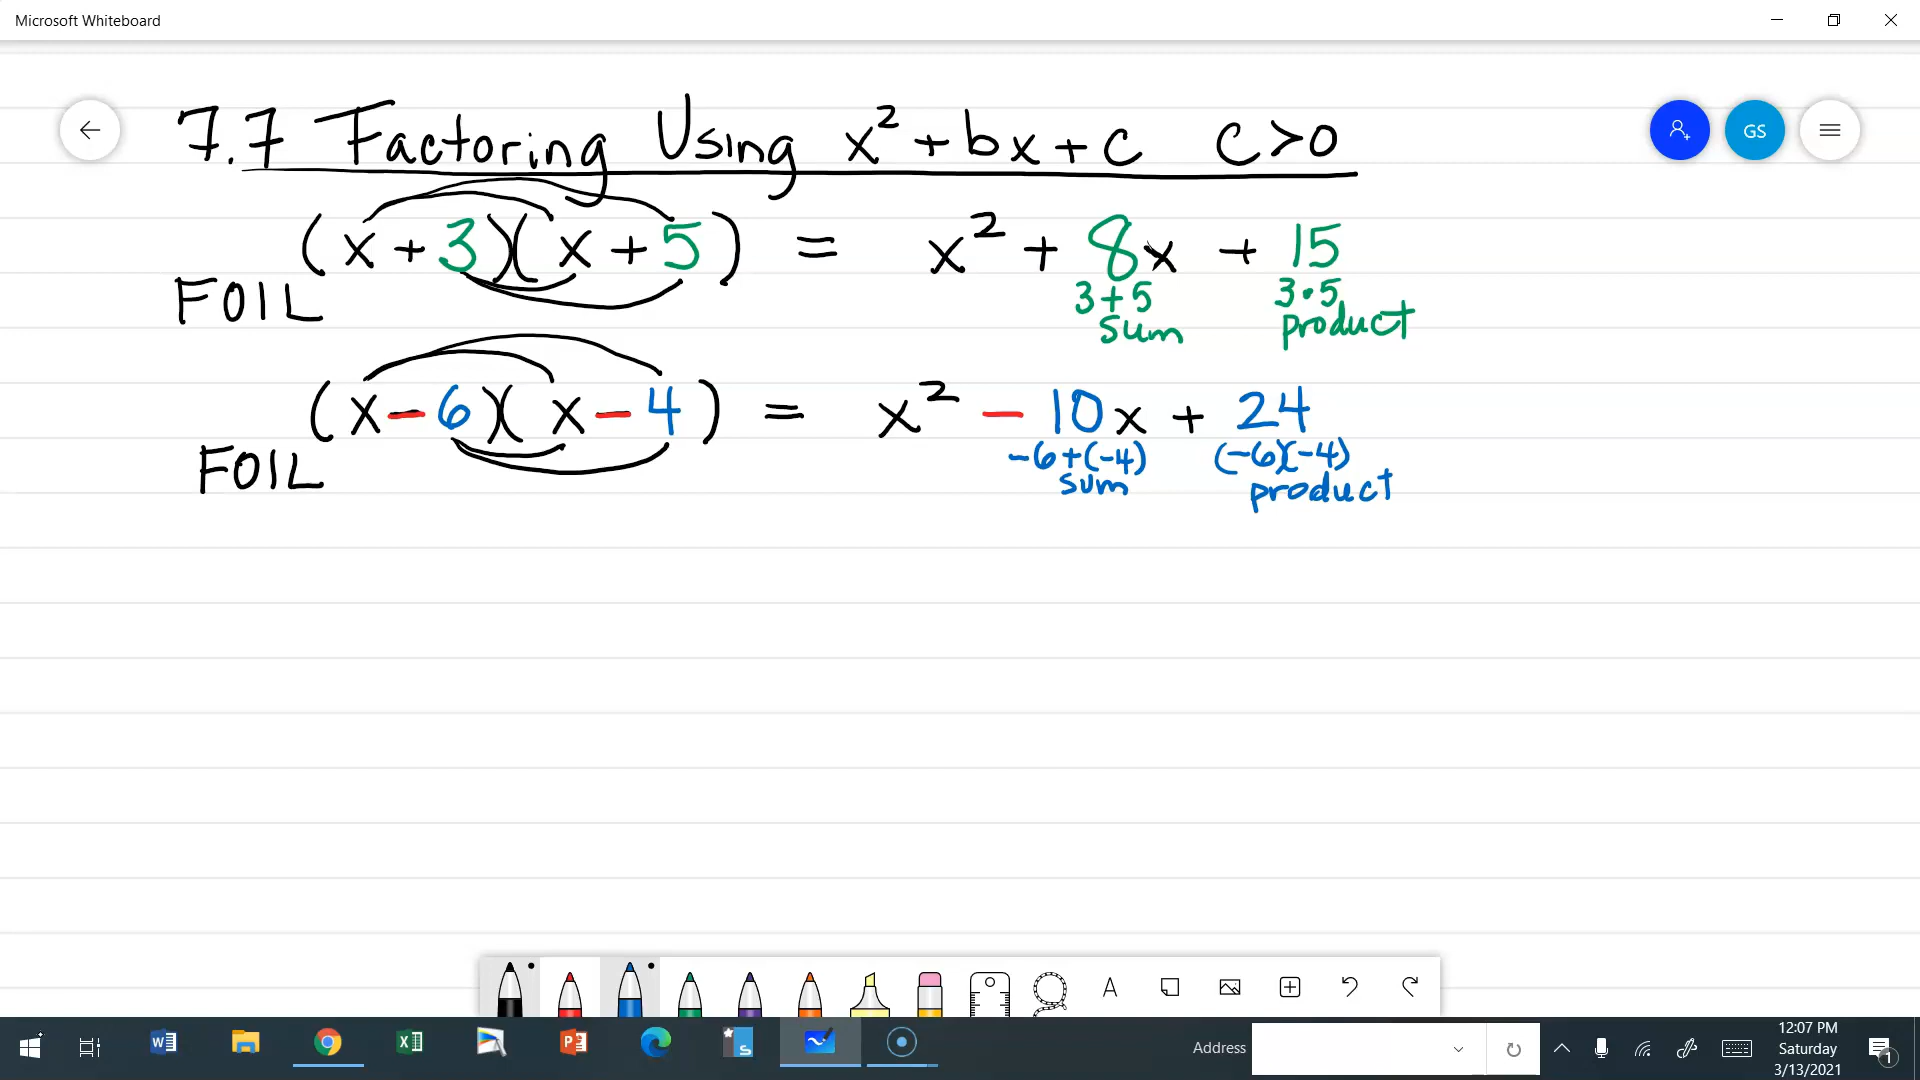 Microsoft Whiteboard
7.7 Factoring Using x² + bx + c   c > 0
GS
(x + 3)(x + 5) = x² + 8x + 15
3 + 5   3 • 5
FOIL   sum   product
(x − 6)(x − 4) = x² − 10x + 24
−6 + (−4)   (−6)(−4)
FOIL   sum   product
Address
12:07 PM
Saturday
3/13/2021
1